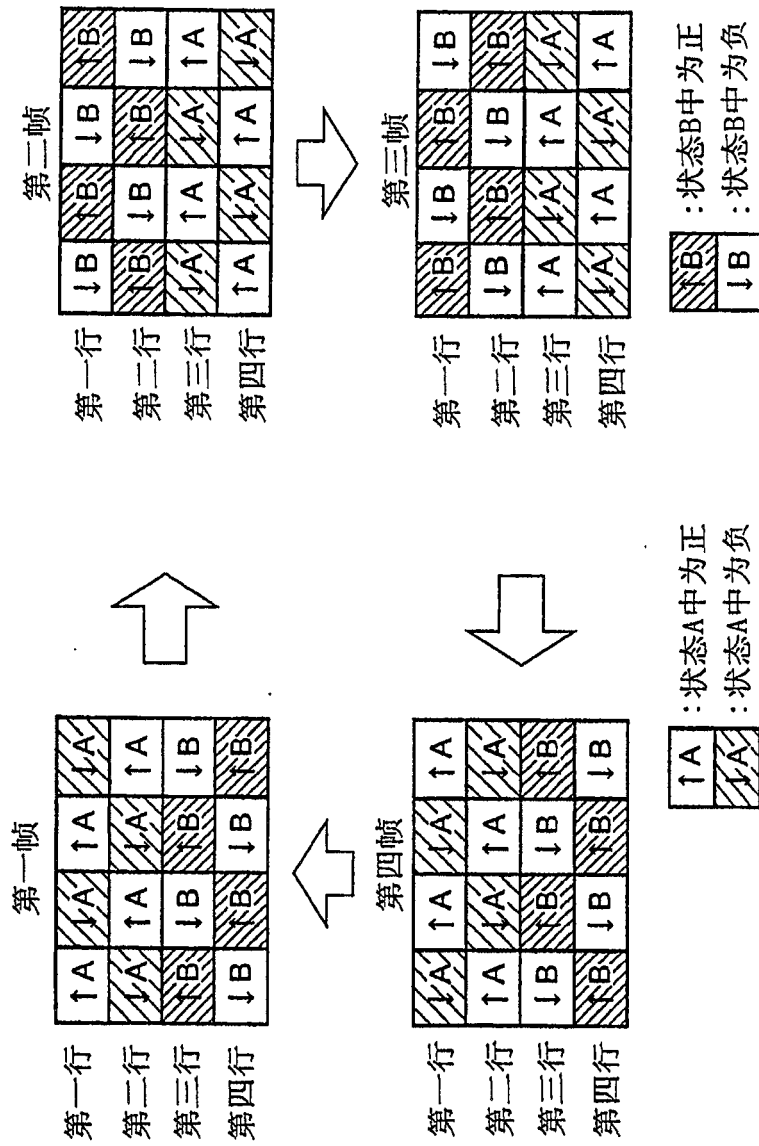 第一帧
第一行 ↑A ↓A ↑A ↓A
第二行 ↓A ↑A ↓A ↑A
第三行 ↑B ↓B ↑B ↓B
第四行 ↓B ↑B ↓B ↑B
第二帧
第一行 ↓B ↑B ↓B ↑B
第二行 ↑B ↓B ↑B ↓B
第三行 ↓A ↑A ↓A ↑A
第四行 ↑A ↓A ↑A ↓A
第四帧
第一行 ↓A ↑A ↓A ↑A
第二行 ↑A ↓A ↑A ↓A
第三行 ↓B ↑B ↓B ↑B
第四行 ↑B ↓B ↑B ↓B
第三帧
第一行 ↑B ↓B ↑B ↓B
第二行 ↓B ↑B ↓B ↑B
第三行 ↑A ↓A ↑A ↓A
第四行 ↓A ↑A ↓A ↑A
↑A :状态A中为正
↓A :状态A中为负
↑B :状态B中为正
↓B :状态B中为负